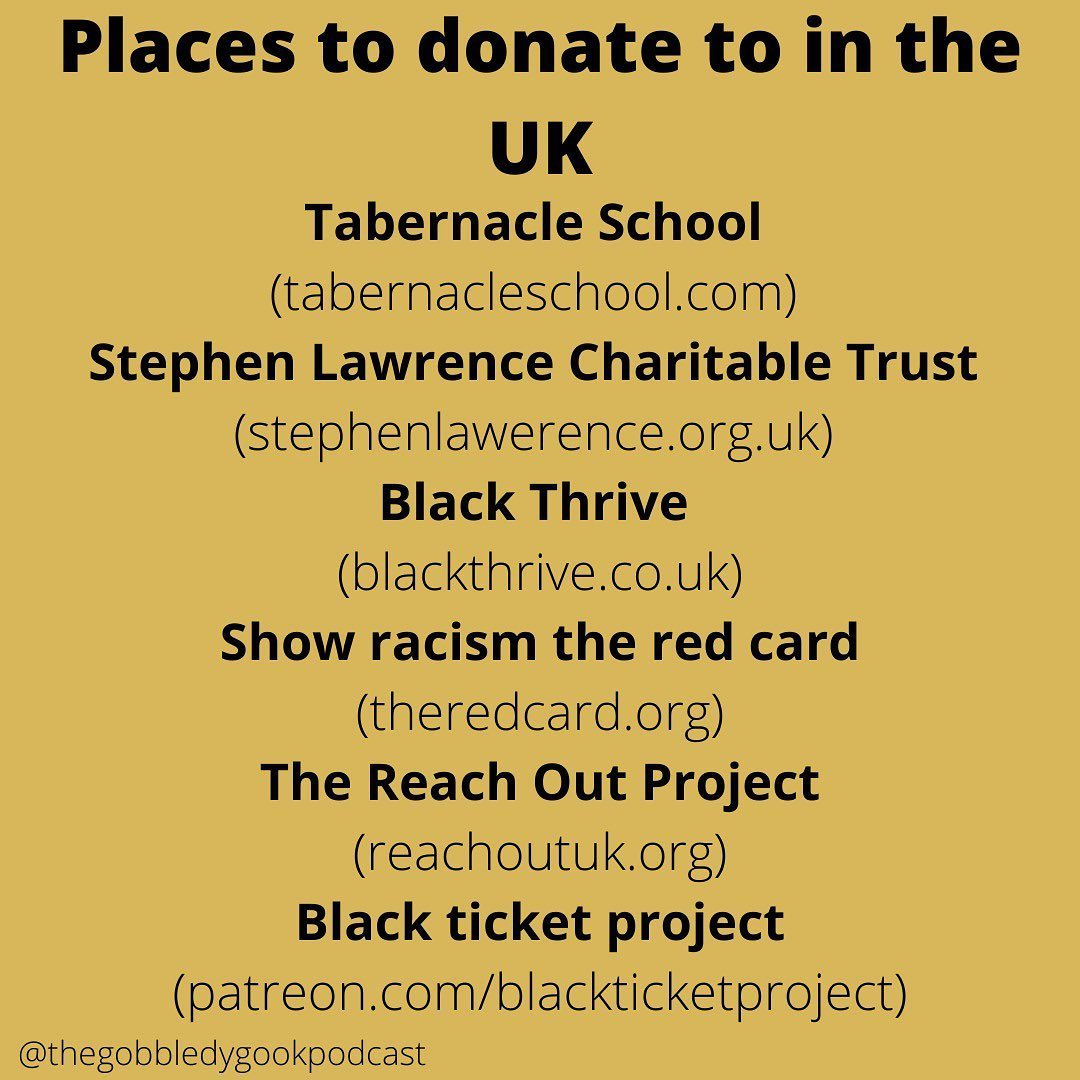 Places to donate to in the
UK
Tabernacle School
(tabernacleschool.com)
Stephen Lawrence Charitable Trust
(stephenlawerence.org.uk)
Black Thrive
(blackthrive.co.uk)
Show racism the red card
(theredcard.org)
The Reach Out Project
(reachoutuk.org)
Black ticket project
(patreon.com/blackticketproject)
@thegobbledygookpodcast